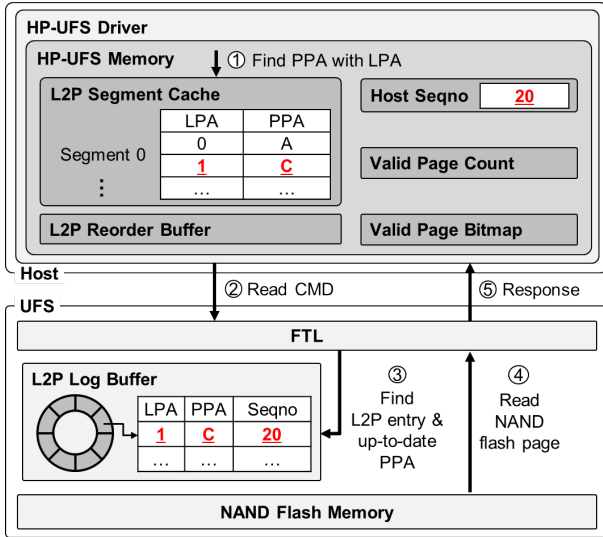 HP-UFS Driver
HP-UFS Memory
① Find PPA with LPA
L2P Segment Cache
LPA PPA
Segment 0
0 A
1 C
⋮
... ...
L2P Reorder Buffer
Host Seqno 20
Valid Page Count
Valid Page Bitmap
Host
② Read CMD
⑤ Response
UFS
FTL
L2P Log Buffer
LPA PPA Seqno
1 C 20
... ... ...
③
Find
L2P entry &
up-to-date
PPA
④
Read
NAND
flash page
NAND Flash Memory